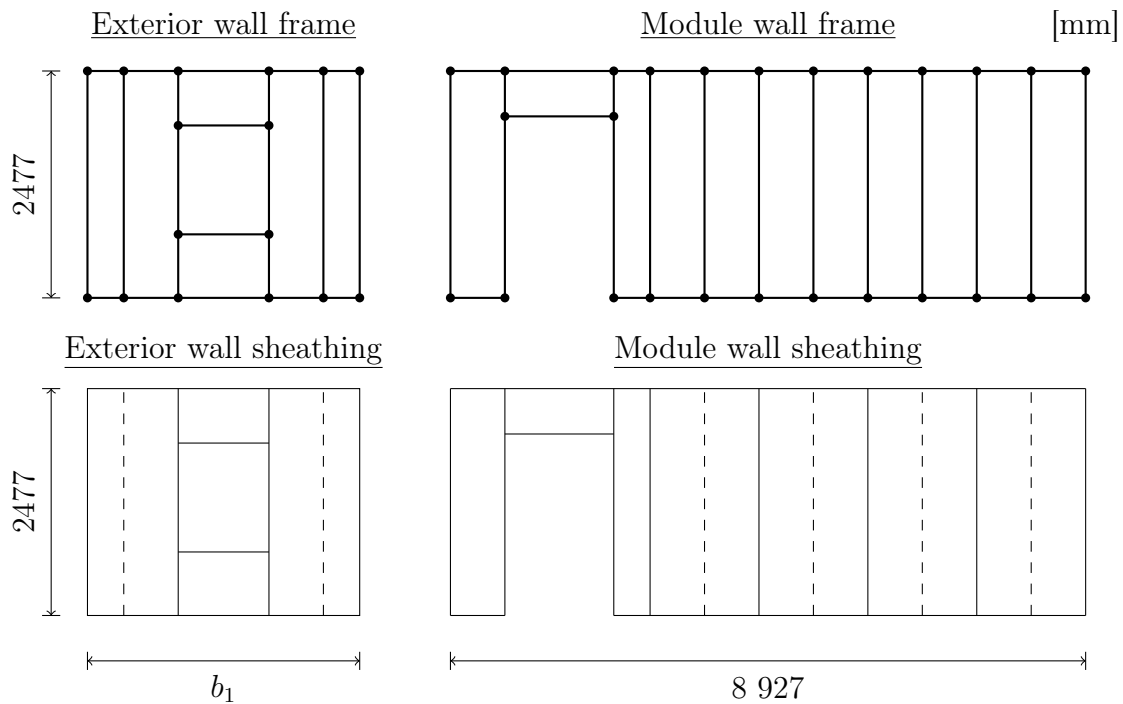 Exterior wall frame
Module wall frame
[mm]
2477
Exterior wall sheathing
Module wall sheathing
2477
b₁
8 927